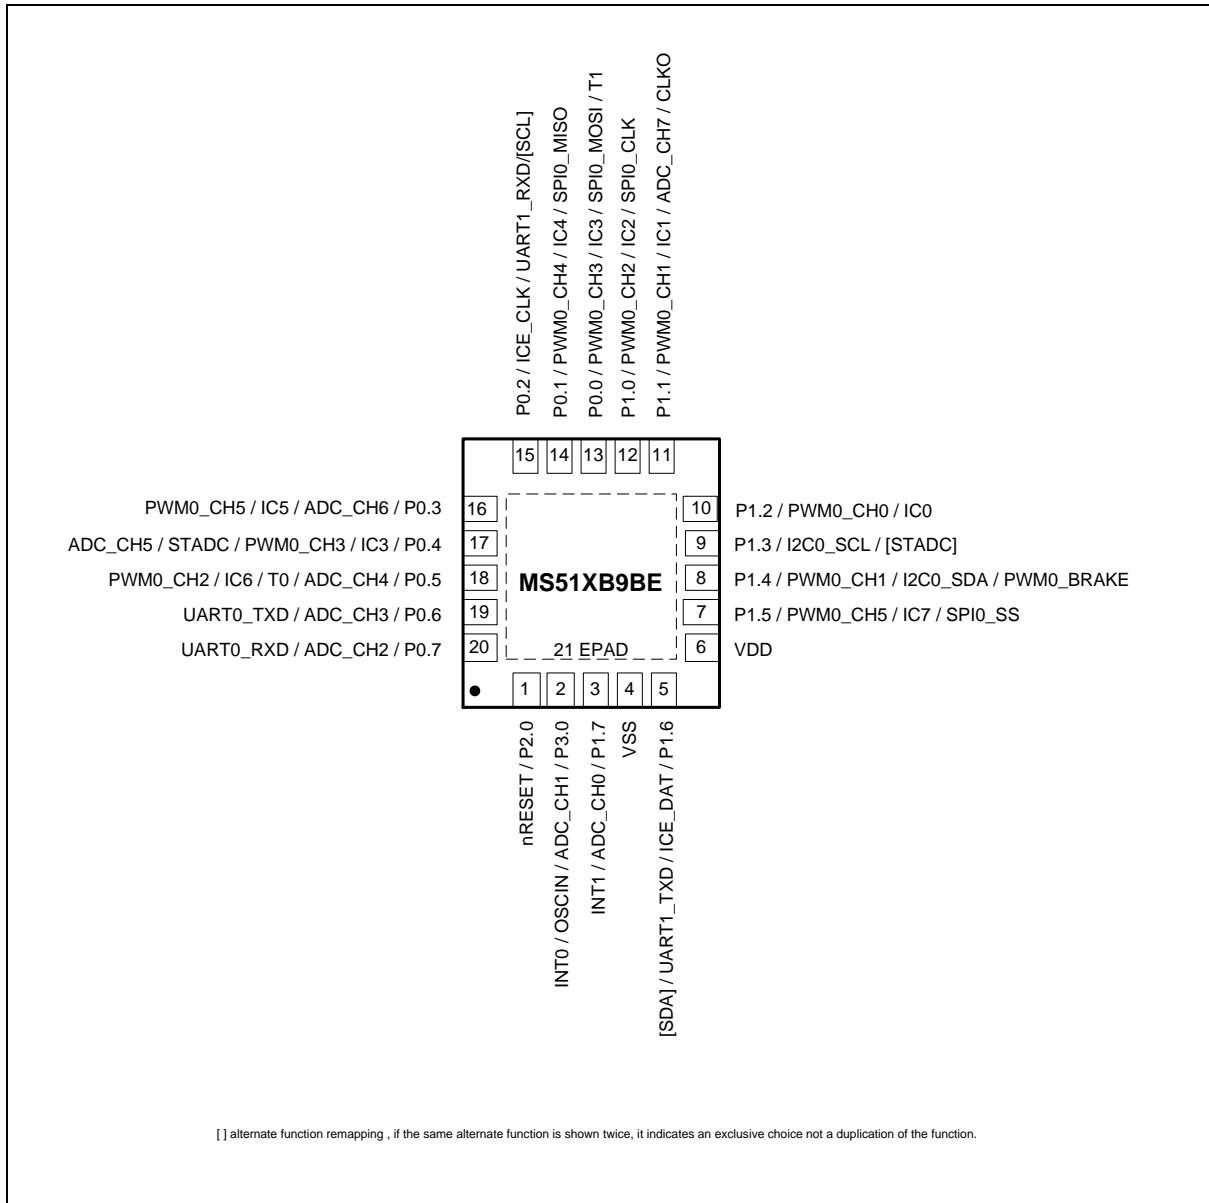 P0.2 / ICE_CLK / UART1_RXD/[SCL]
P0.1 / PWM0_CH4 / IC4 / SPI0_MISO
P0.0 / PWM0_CH3 / IC3 / SPI0_MOSI / T1
P1.0 / PWM0_CH2 / IC2 / SPI0_CLK
P1.1 / PWM0_CH1 / IC1 / ADC_CH7 / CLKO
15 14 13 12 11
PWM0_CH5 / IC5 / ADC_CH6 / P0.3 16
10 P1.2 / PWM0_CH0 / IC0
ADC_CH5 / STADC / PWM0_CH3 / IC3 / P0.4 17
9 P1.3 / I2C0_SCL / [STADC]
PWM0_CH2 / IC6 / T0 / ADC_CH4 / P0.5 18
MS51XB9BE
8 P1.4 / PWM0_CH1 / I2C0_SDA / PWM0_BRAKE
UART0_TXD / ADC_CH3 / P0.6 19
7 P1.5 / PWM0_CH5 / IC7 / SPI0_SS
UART0_RXD / ADC_CH2 / P0.7 20
21 EPAD
6 VDD
1 2 3 4 5
nRESET / P2.0
INT0 / OSCIN / ADC_CH1 / P3.0
INT1 / ADC_CH0 / P1.7
VSS
[SDA] / UART1_TXD / ICE_DAT / P1.6
[ ] alternate function remapping , if the same alternate function is shown twice, it indicates an exclusive choice not a duplication of the function.